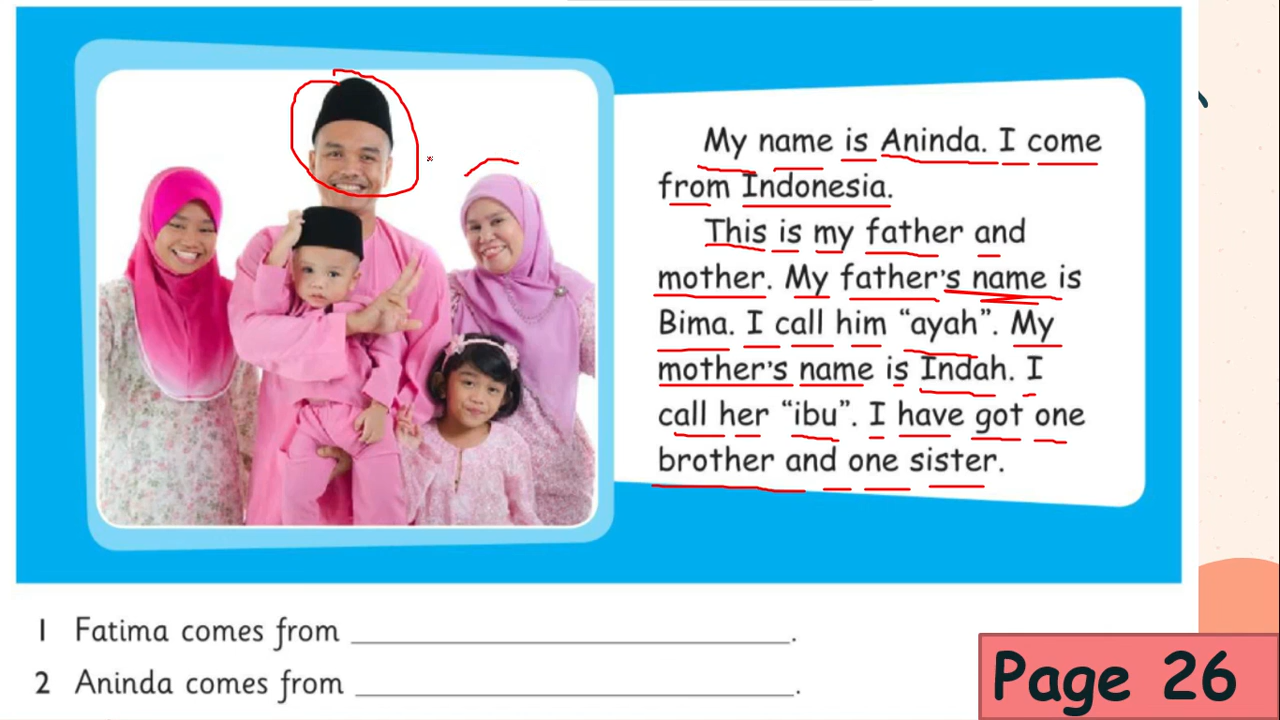 My name is Aninda. I come
from Indonesia.
This is my father and
mother. My father's name is
Bima. I call him “ayah”. My
mother's name is Indah. I
call her “ibu”. I have got one
brother and one sister.
1 Fatima comes from ____________________.
2 Aninda comes from ____________________.
Page 26